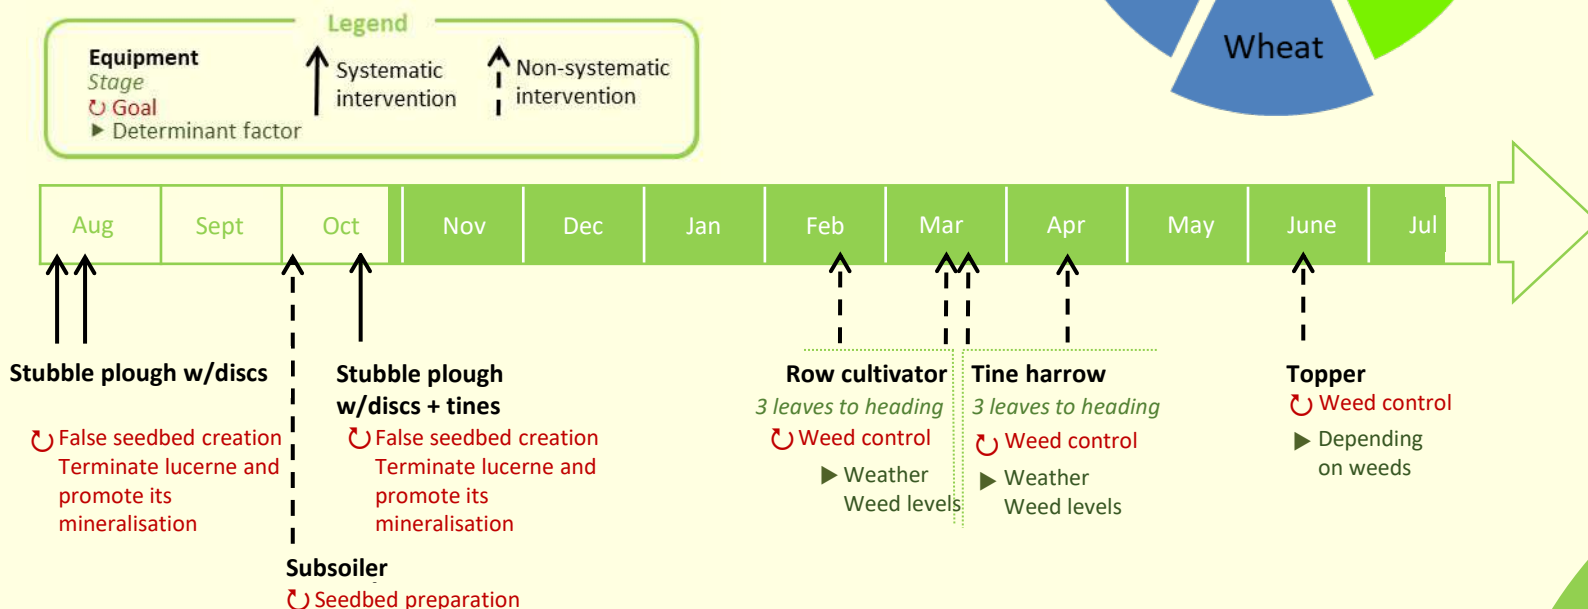 Legend
Equipment
Stage
Goal
Determinant factor
Systematic
intervention
Non-systematic
intervention
Wheat
Aug
Sept
Oct
Nov
Dec
Jan
Feb
Mar
Apr
May
June
Jul
Stubble plough w/discs
False seedbed creation
Terminate lucerne and
promote its
mineralisation
Subsoiler
Seedbed preparation
Stubble plough
w/discs + tines
False seedbed creation
Terminate lucerne and
promote its
mineralisation
Row cultivator
3 leaves to heading
Weed control
Weather
Weed levels
Tine harrow
3 leaves to heading
Weed control
Weather
Weed levels
Topper
Weed control
Depending
on weeds